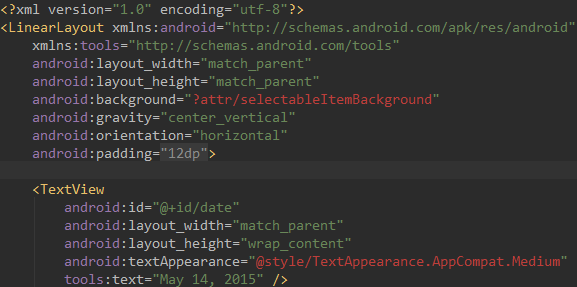 <?xml version="1.0" encoding="utf-8"?>
<LinearLayout xmlns:android="http://schemas.android.com/apk/res/android"
xmlns:tools="http://schemas.android.com/tools"
android:layout_width="match_parent"
android:layout_height="match_parent"
android:background="?attr/selectableItemBackground"
android:gravity="center_vertical"
android:orientation="horizontal"
android:padding="12dp">
<TextView
android:id="@+id/date"
android:layout_width="match_parent"
android:layout_height="wrap_content"
android:textAppearance="@style/TextAppearance.AppCompat.Medium"
tools:text="May 14, 2015" />